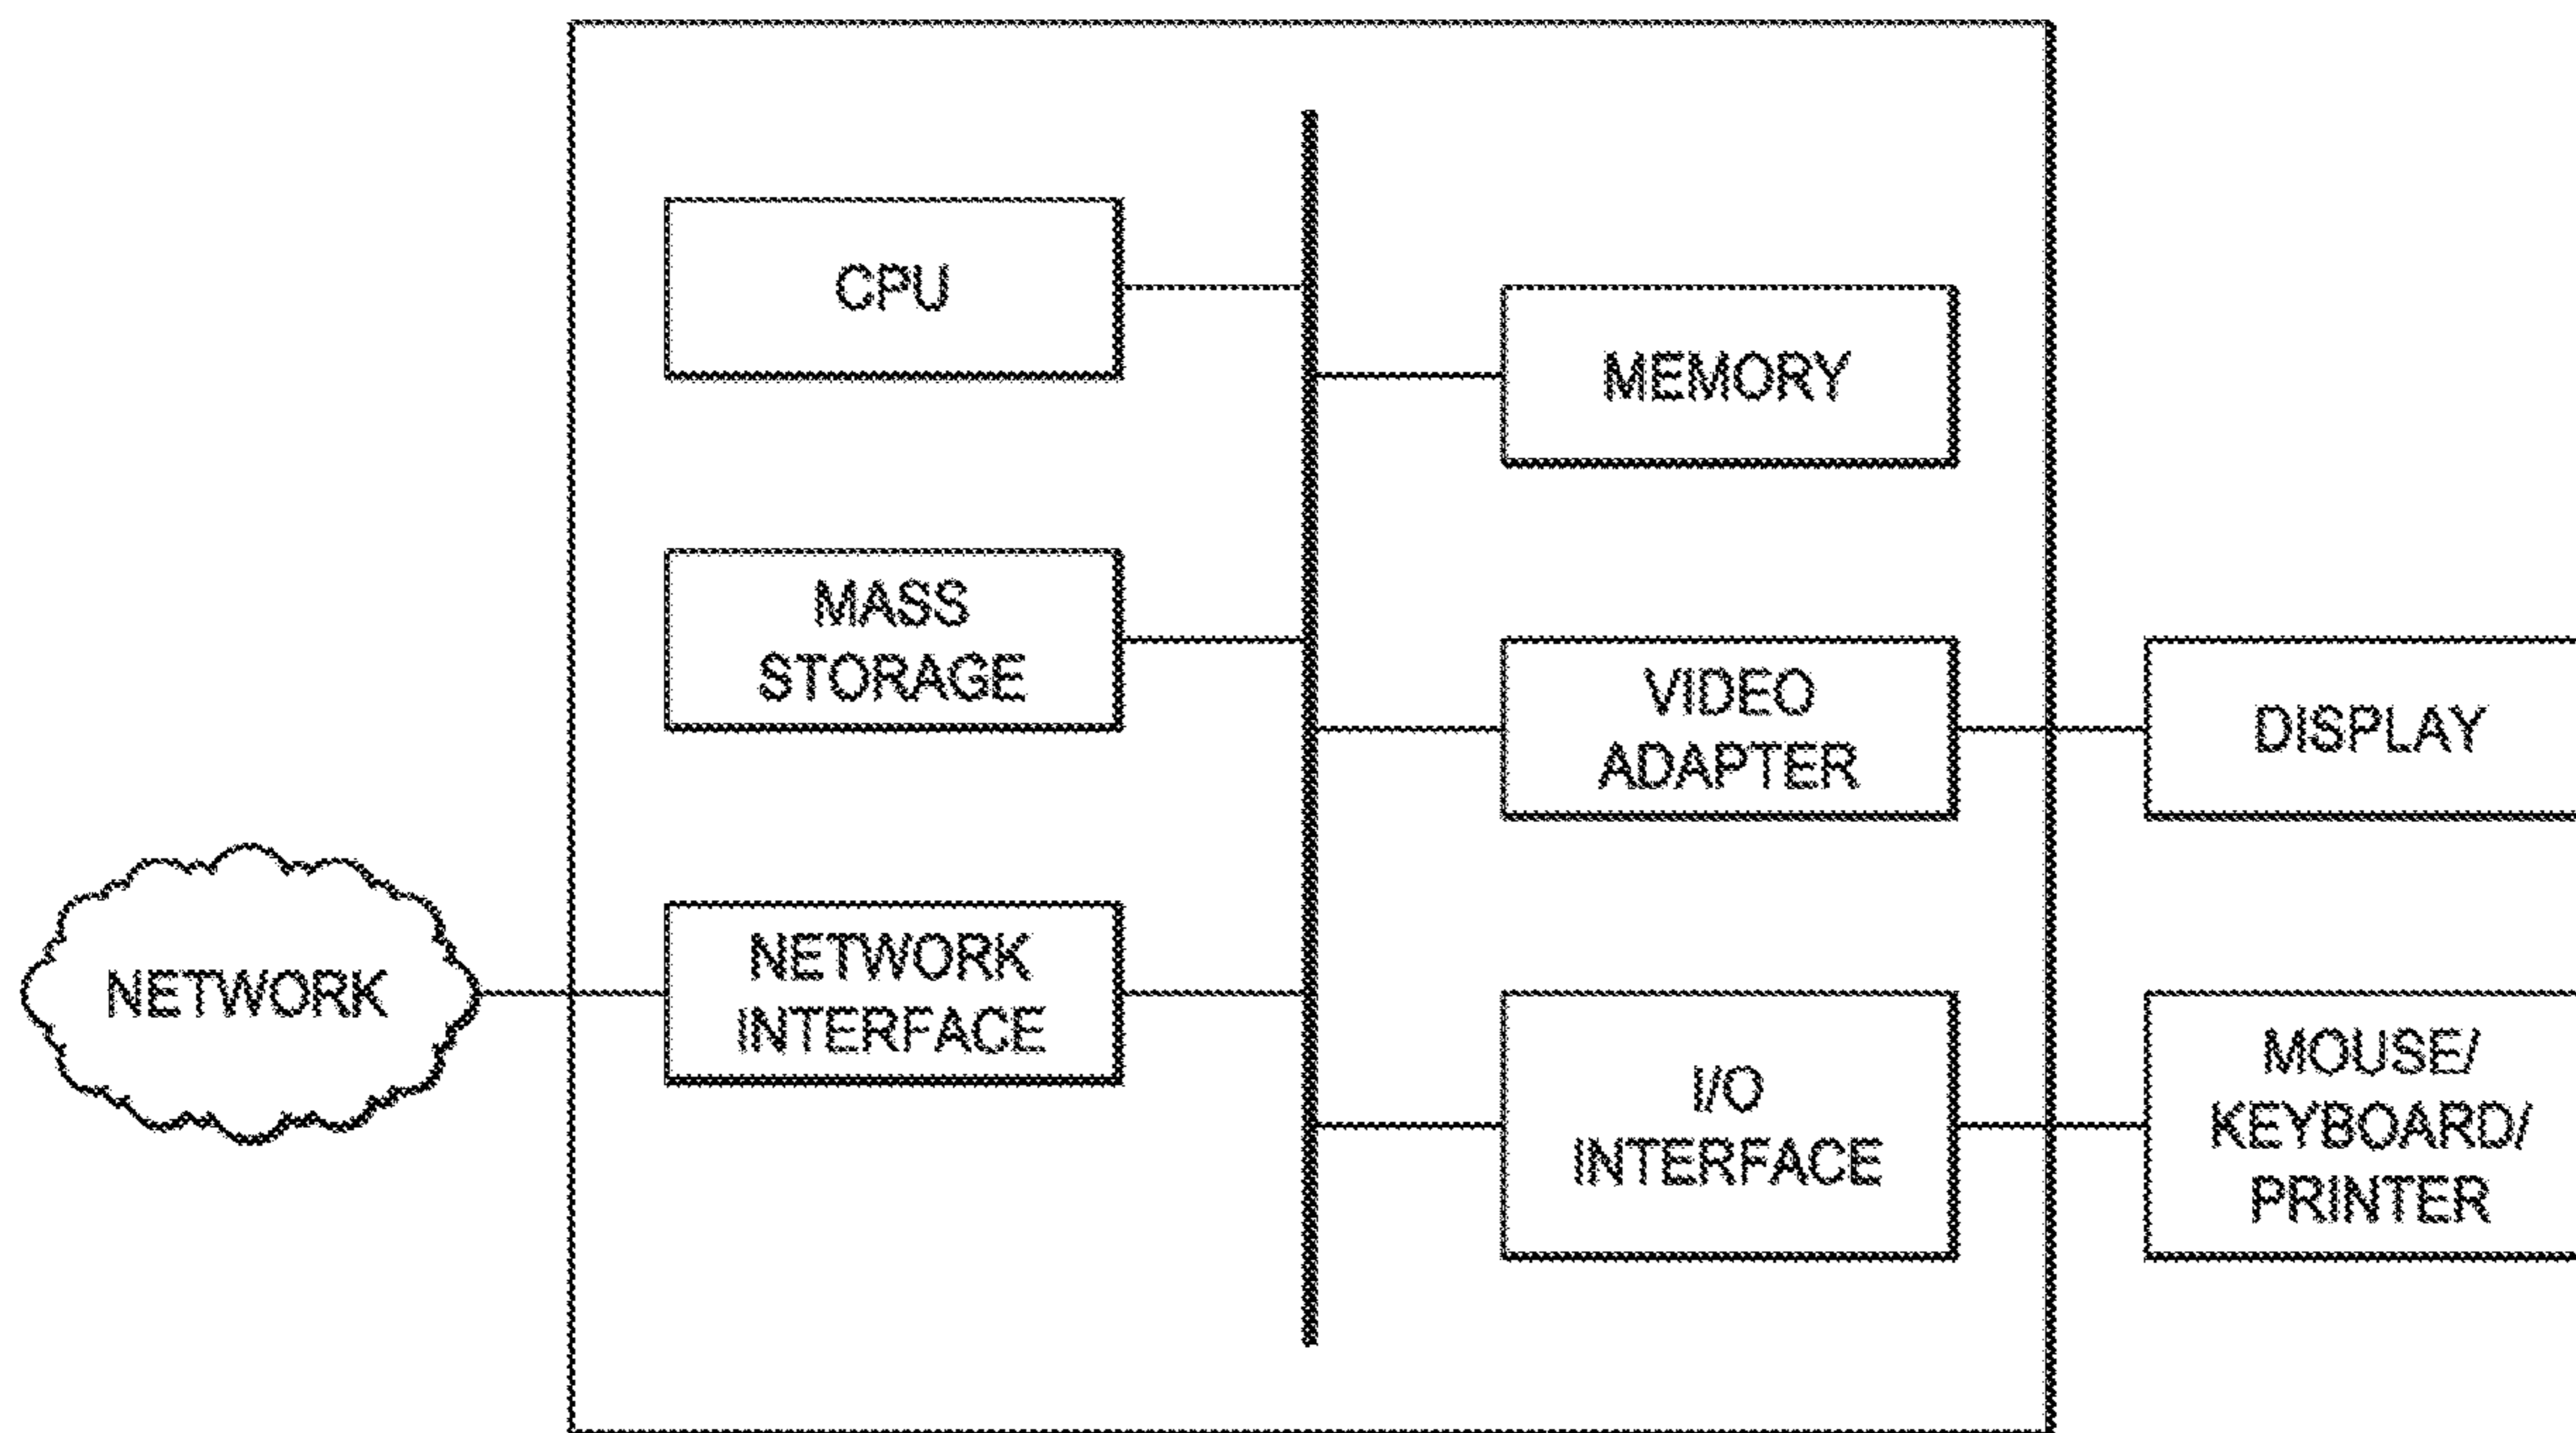 CPU
MEMORY
MASS
STORAGE
VIDEO
ADAPTER
DISPLAY
NETWORK
NETWORK
INTERFACE
I/O
INTERFACE
MOUSE/
KEYBOARD/
PRINTER